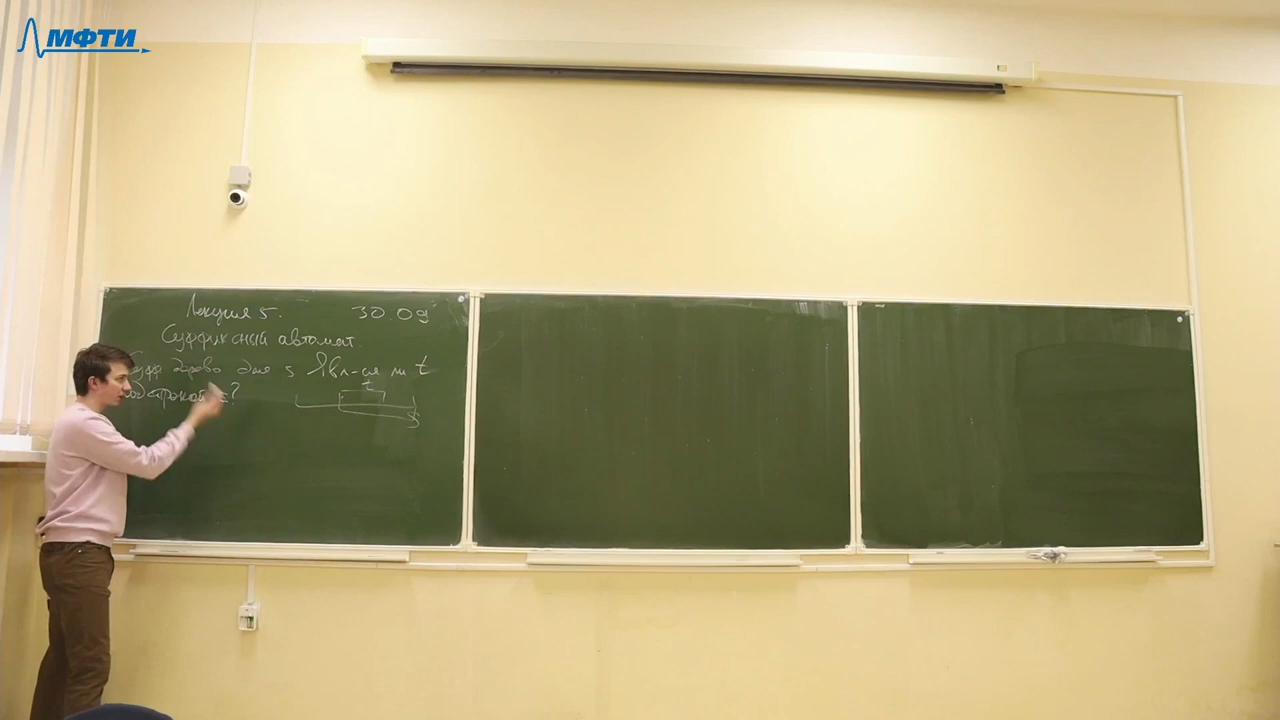 МФТИ
Лекция 5. 30.09
Суффиксный автомат.
Суфф дерево для s Явл-ся ли t
подстрокой s?
t
S